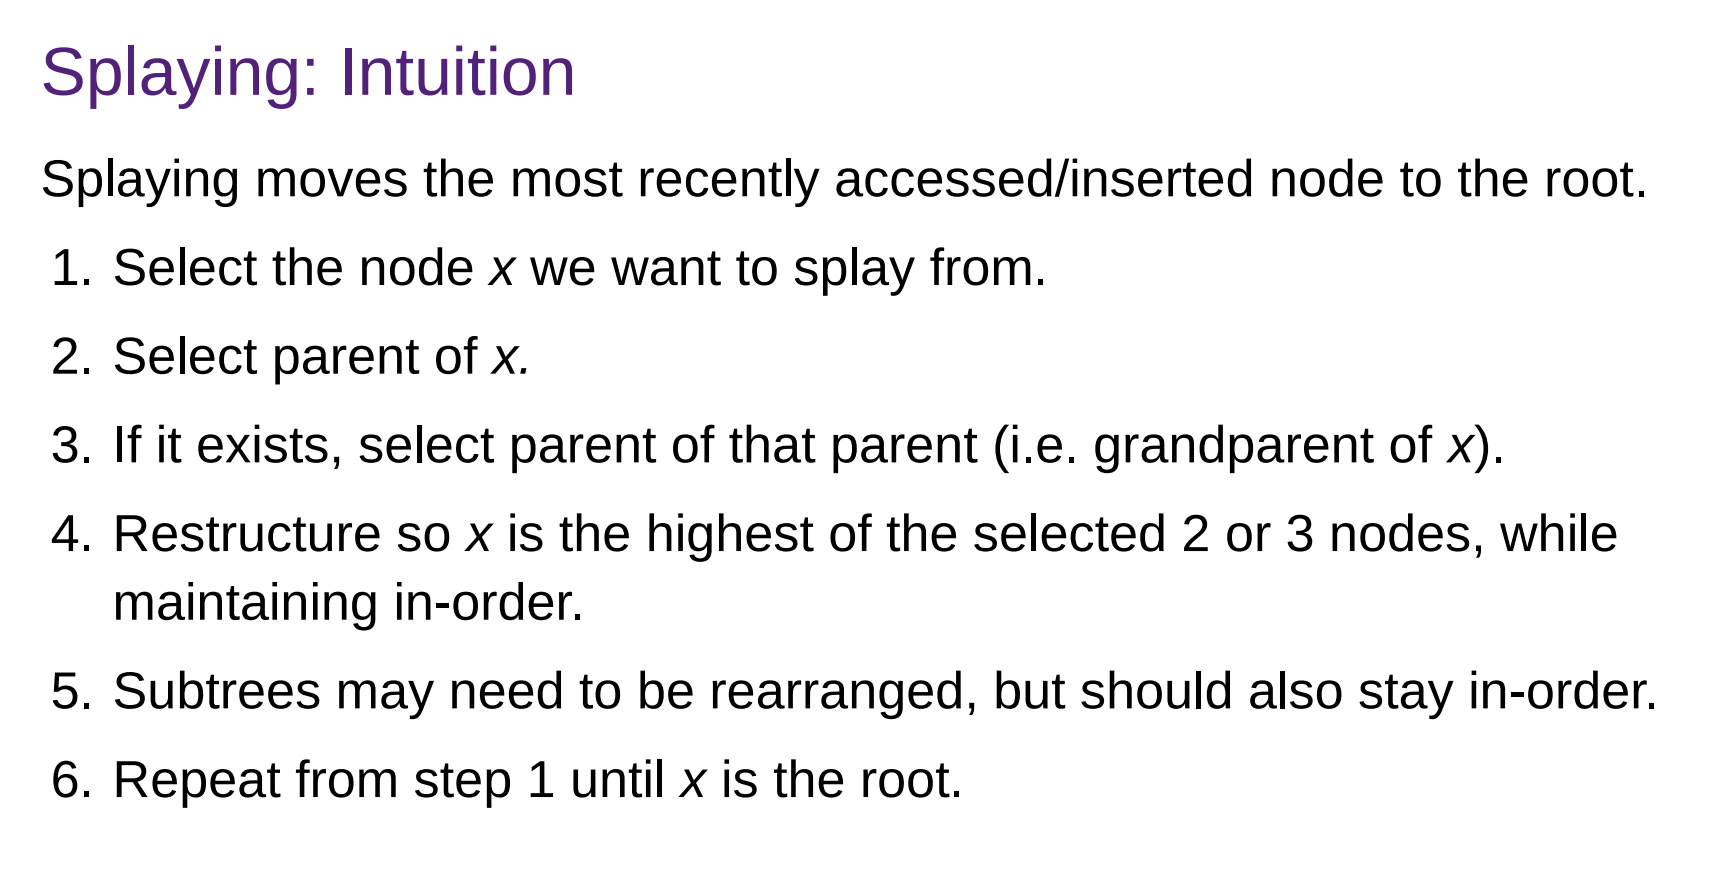 Splaying: Intuition
Splaying moves the most recently accessed/inserted node to the root.
1. Select the node x we want to splay from.
2. Select parent of x.
3. If it exists, select parent of that parent (i.e. grandparent of x).
4. Restructure so x is the highest of the selected 2 or 3 nodes, while
maintaining in-order.
5. Subtrees may need to be rearranged, but should also stay in-order.
6. Repeat from step 1 until x is the root.